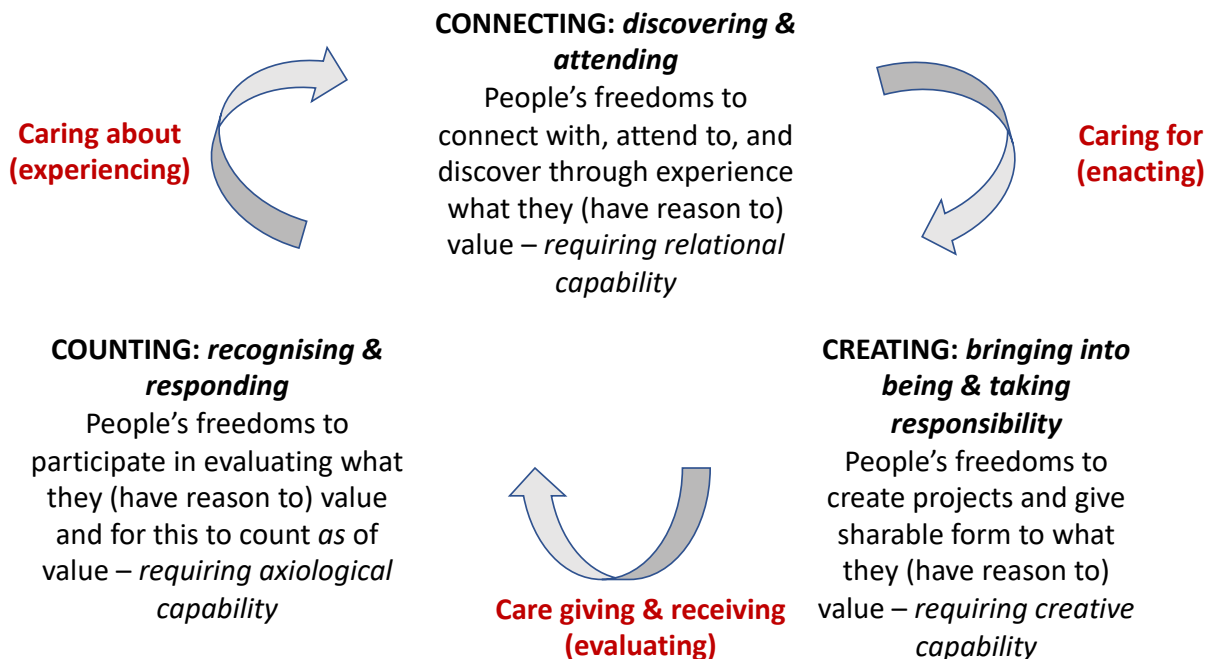 CONNECTING: discovering &
attending
People’s freedoms to
connect with, attend to, and
discover through experience
what they (have reason to)
value – requiring relational
capability
Caring about
(experiencing)
Caring for
(enacting)
COUNTING: recognising &
responding
People’s freedoms to
participate in evaluating what
they (have reason to) value
and for this to count as of
value – requiring axiological
capability
CREATING: bringing into
being & taking
responsibility
People’s freedoms to
create projects and give
sharable form to what
they (have reason to)
value – requiring creative
capability
Care giving & receiving
(evaluating)